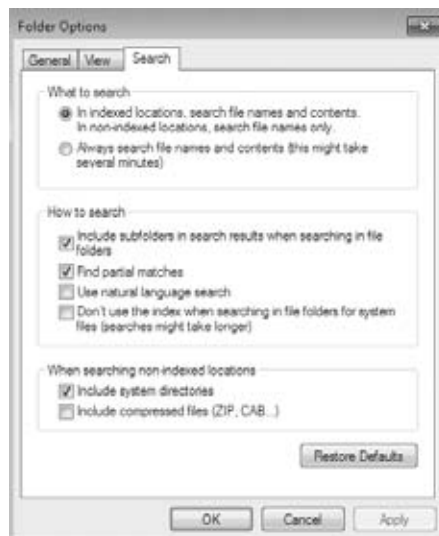 Folder Options
General View Search
What to search
In indexed locations, search file names and contents.
In non-indexed locations, search file names only.
Always search file names and contents (this might take
several minutes)
How to search
Include subfolders in search results when searching in file
folders
Find partial matches
Use natural language search
Don't use the index when searching in file folders for system
files (searches might take longer)
When searching non-indexed locations
Include system directories
Include compressed files (ZIP, CAB...)
Restore Defaults
OK Cancel Apply